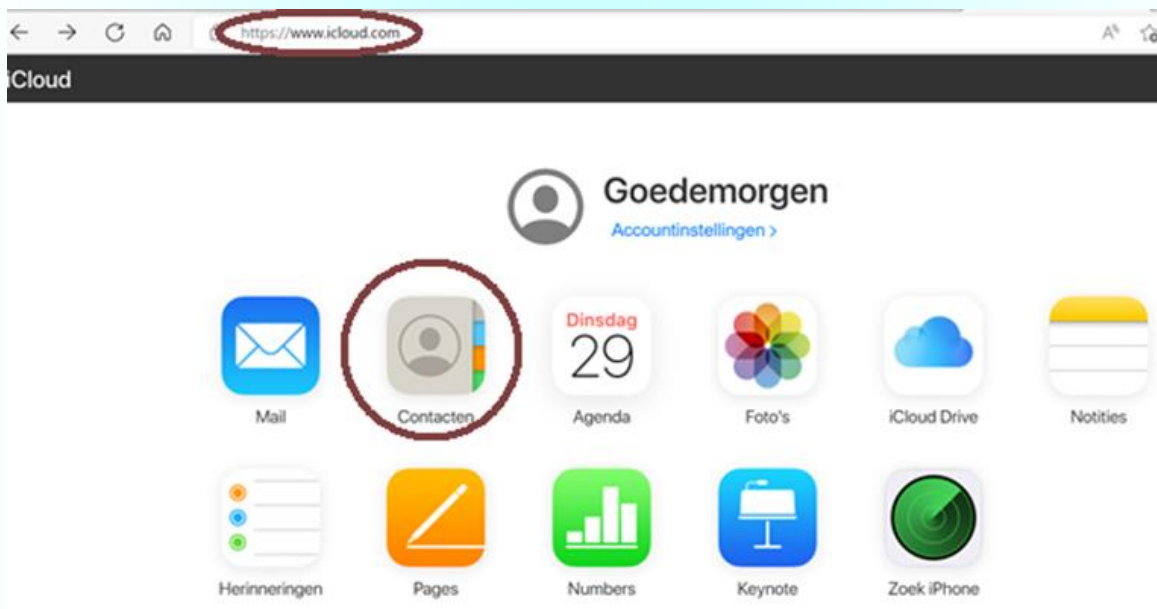 https://www.icloud.com
iCloud
Goedemorgen
Accountinstellingen >
Dinsdag
29
Mail
Contacten
Agenda
Foto's
iCloud Drive
Notities
Herinneringen
Pages
Numbers
Keynote
Zoek iPhone